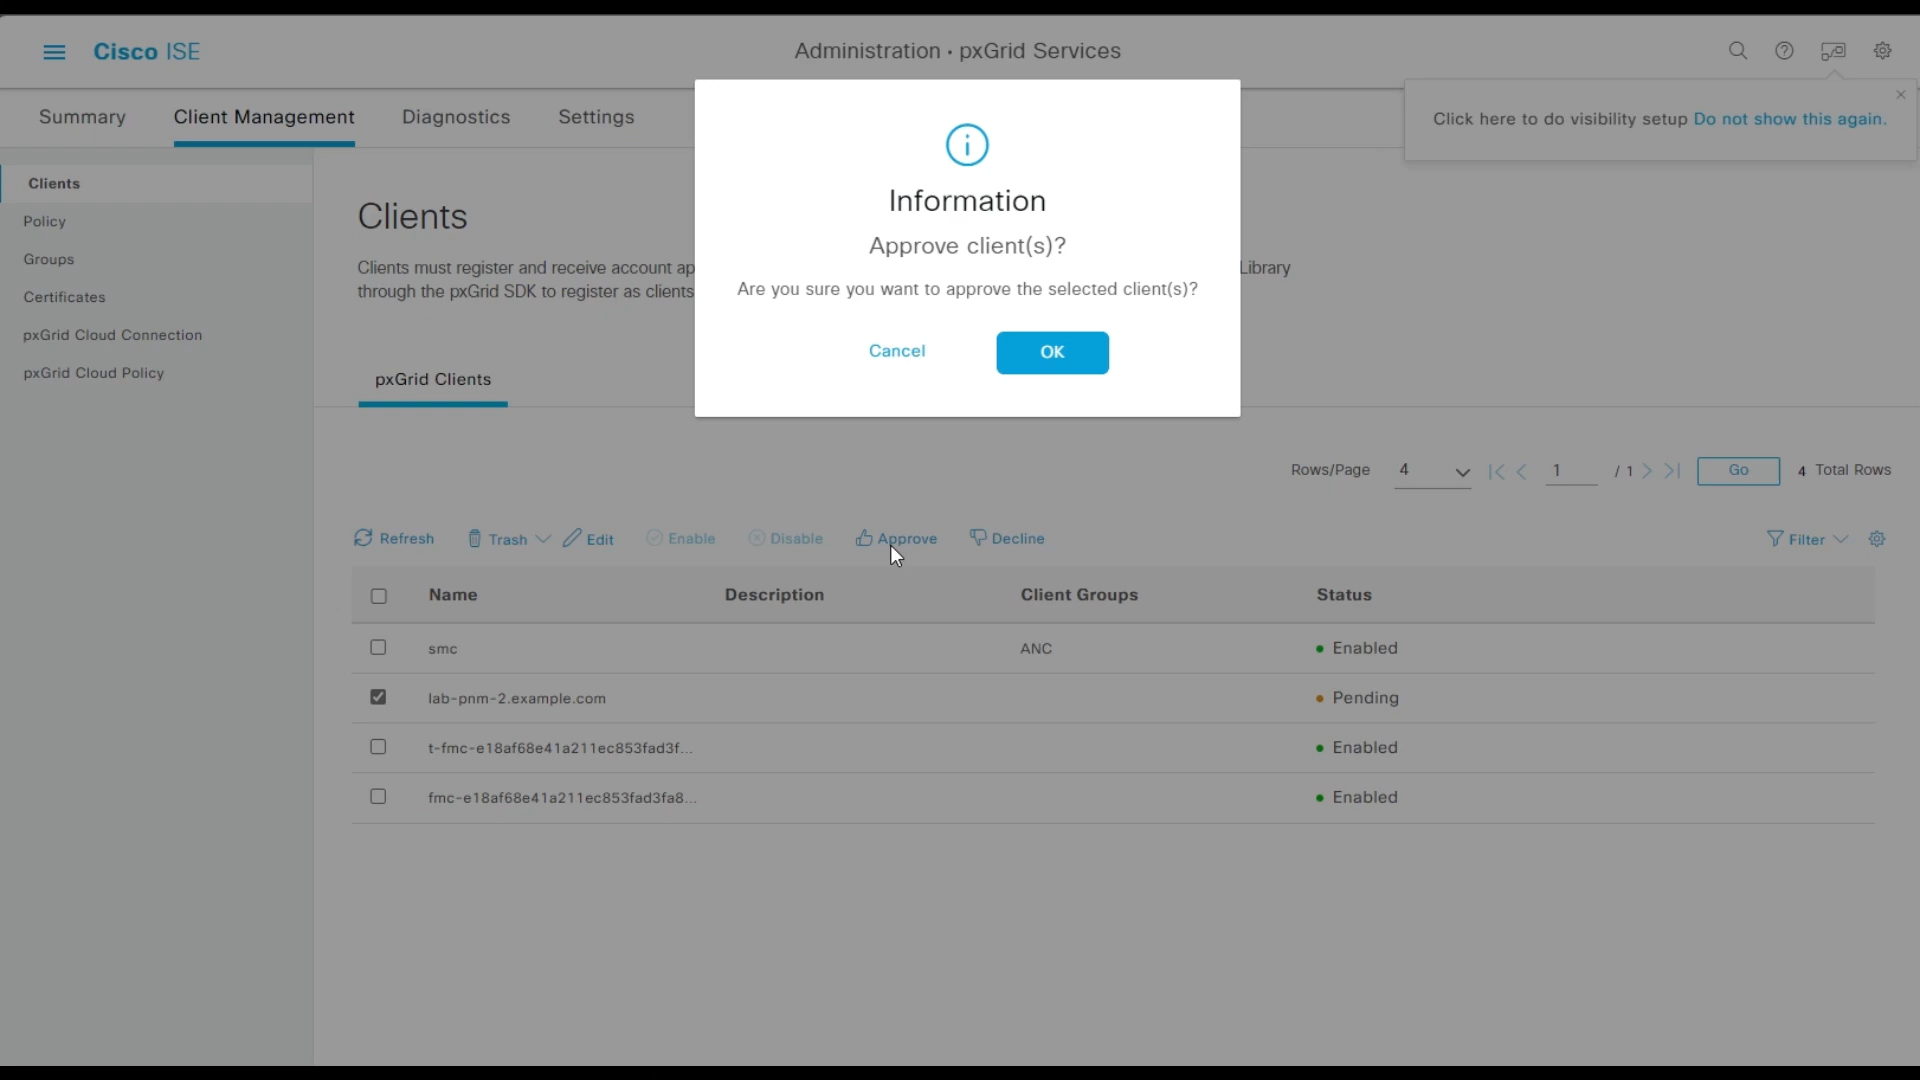 Cisco ISE
Administration · pxGrid Services
Click here to do visibility setup Do not show this again.
Summary
Client Management
Diagnostics
Settings
Clients
Policy
Groups
Certificates
pxGrid Cloud Connection
pxGrid Cloud Policy
Clients
Clients must register and receive account ap
Library
through the pxGrid SDK to register as clients
Information
Approve client(s)?
Are you sure you want to approve the selected client(s)?
Cancel
OK
pxGrid Clients
Rows/Page 4 1 / 1 Go 4 Total Rows
Refresh Trash Edit Enable Disable Approve Decline Filter
Name Description Client Groups Status
smc ANC Enabled
lab-pnm-2.example.com Pending
t-fmc-e18af68e41a211ec853fad3f... Enabled
fmc-e18af68e41a211ec853fad3fa8... Enabled